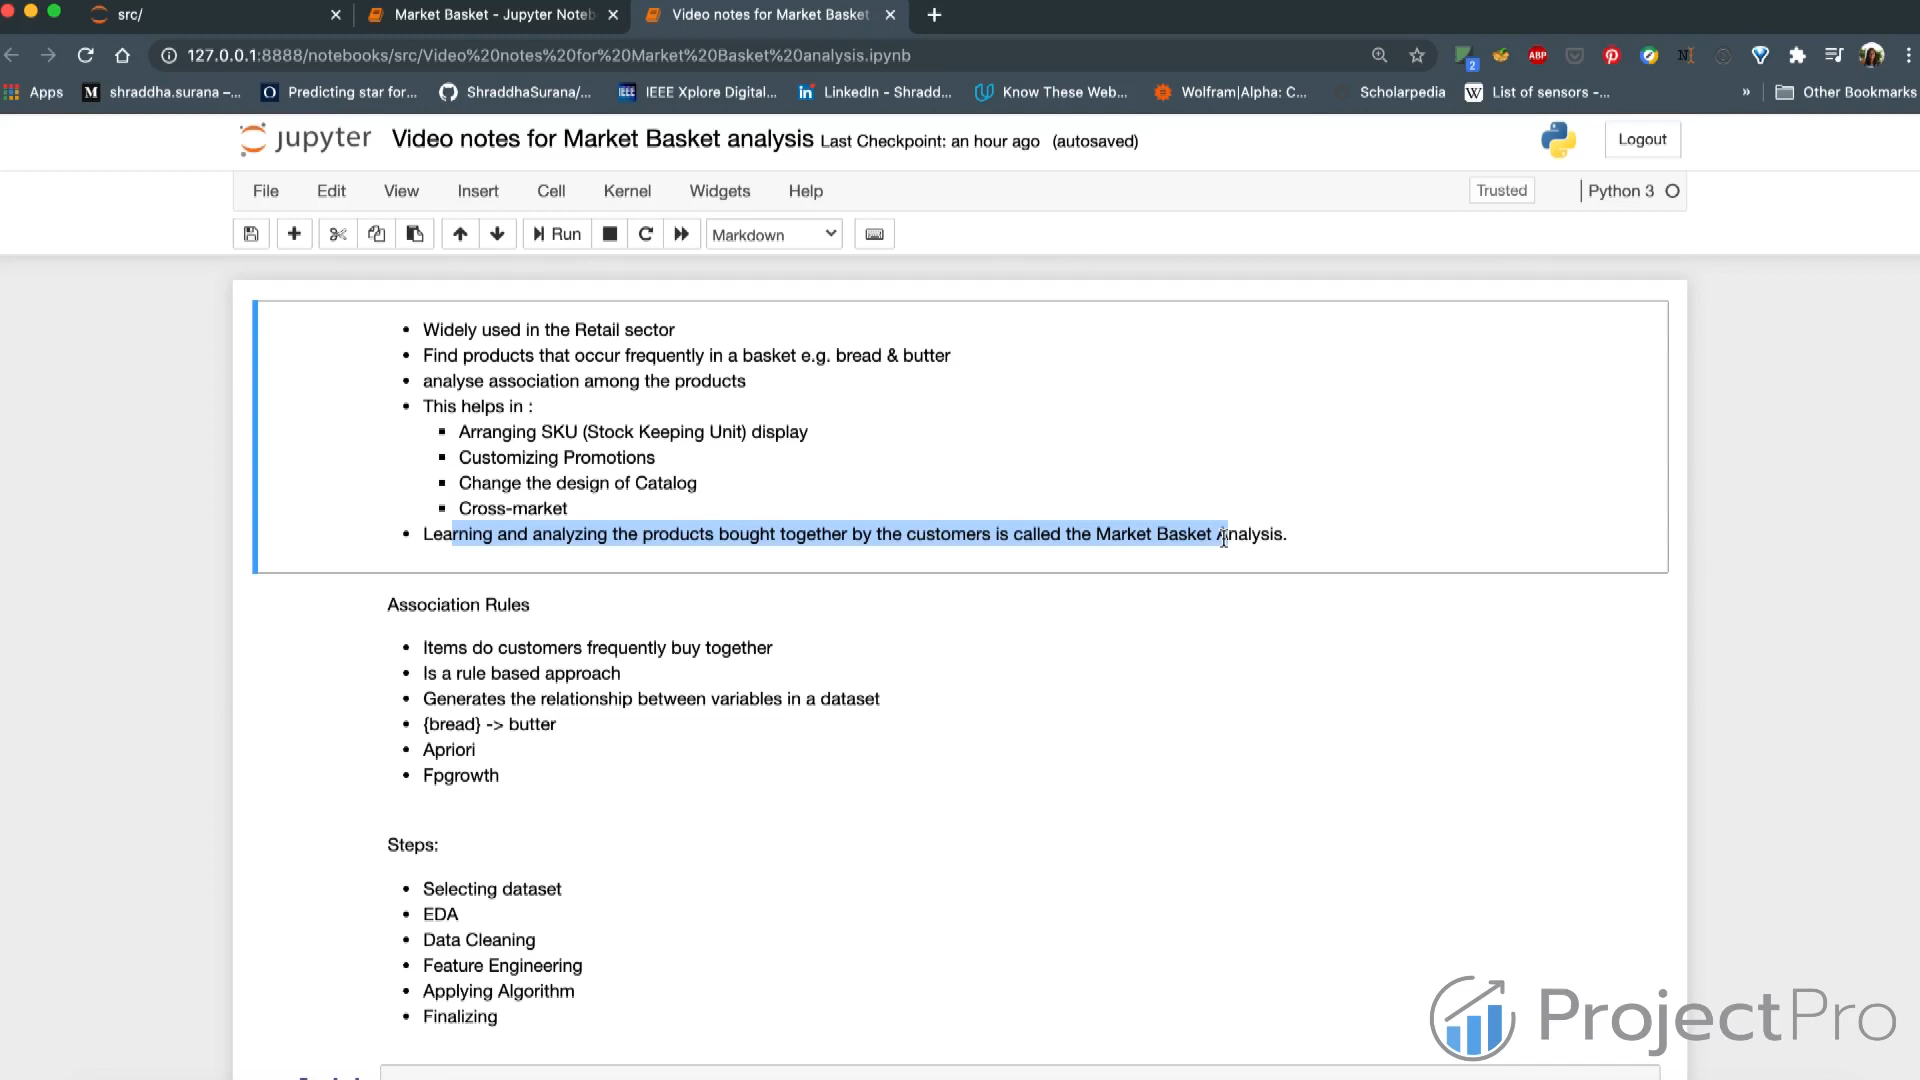 src/
Market Basket - Jupyter Noteb
Video notes for Market Basket
127.0.0.1:8888/notebooks/src/Video%20notes%20for%20Market%20Basket%20analysis.ipynb
2
ABP
Apps
M shraddha.surana –...
Predicting star for...
ShraddhaSurana/...
IEEE IEEE Xplore Digital...
in LinkedIn - Shradd...
Know These Web...
Wolfram|Alpha: C...
Scholarpedia
W List of sensors -...
»
Other Bookmarks
jupyter Video notes for Market Basket analysis Last Checkpoint: an hour ago (autosaved)
Logout
File Edit View Insert Cell Kernel Widgets Help
Trusted
Python 3
Run
Markdown
• Widely used in the Retail sector
• Find products that occur frequently in a basket e.g. bread & butter
• analyse association among the products
• This helps in :
▪ Arranging SKU (Stock Keeping Unit) display
▪ Customizing Promotions
▪ Change the design of Catalog
▪ Cross-market
• Learning and analyzing the products bought together by the customers is called the Market Basket Analysis.
Association Rules
• Items do customers frequently buy together
• Is a rule based approach
• Generates the relationship between variables in a dataset
• {bread} -> butter
• Apriori
• Fpgrowth
Steps:
• Selecting dataset
• EDA
• Data Cleaning
• Feature Engineering
• Applying Algorithm
• Finalizing
ProjectPro